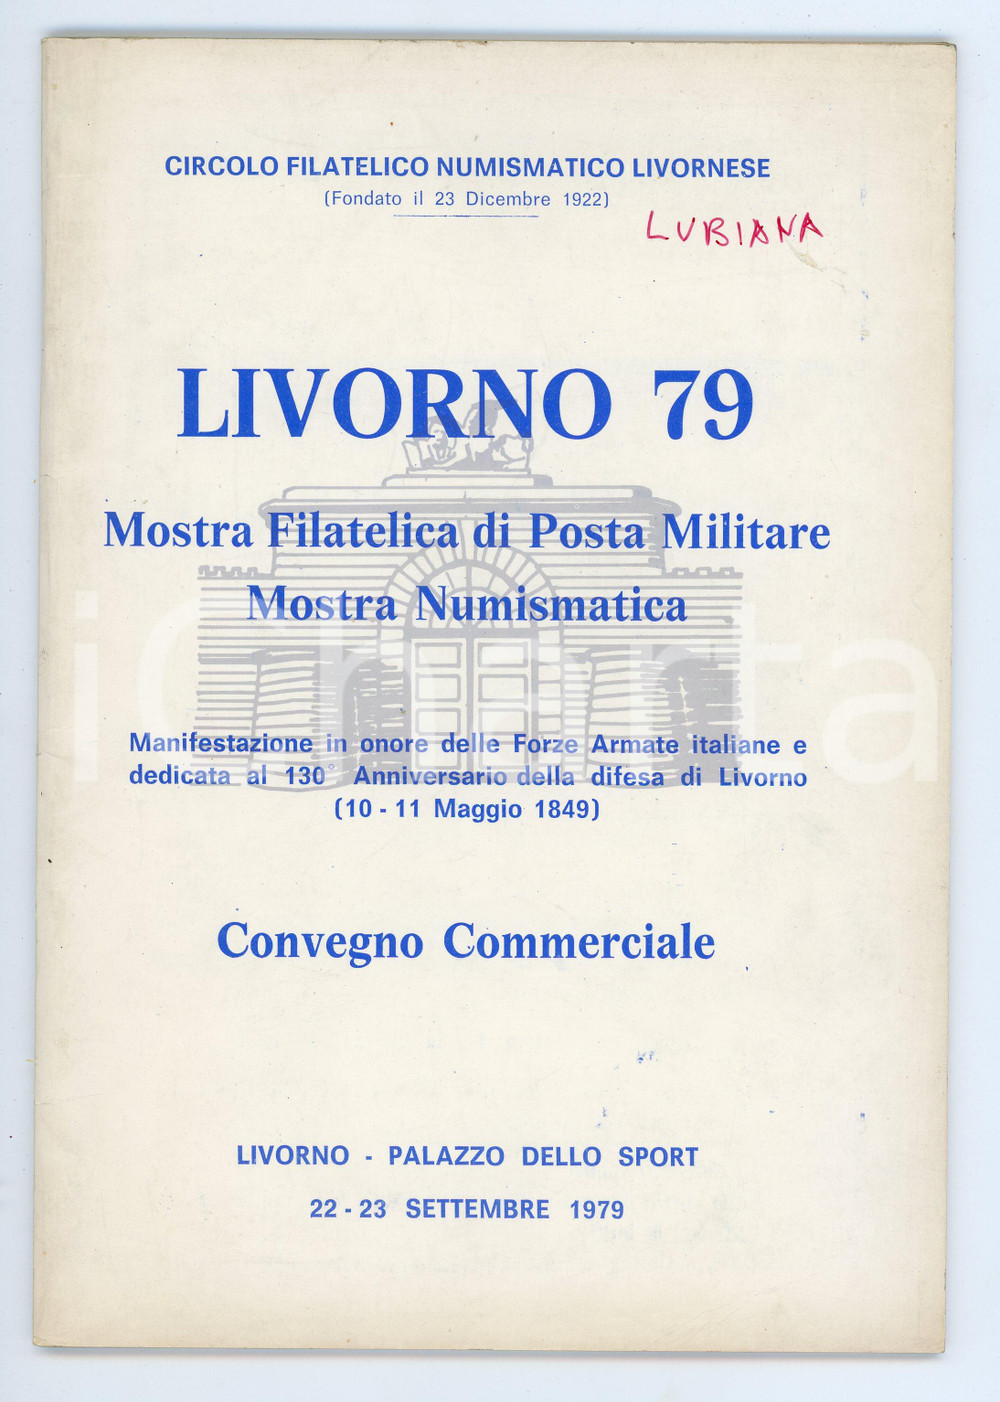 CIRCOLO FILATELICO NUMISMATICO LIVORNESE
(Fondato il 23 Dicembre 1922)
LUBIANA
LIVORNO 79
Mostra Filatelica di Posta Militare
Mostra Numismatica
iCharta
Manifestazione in onore delle Forze Armate italiane e
dedicata al 130° Anniversario della difesa di Livorno
(10 - 11 Maggio 1849)
Convegno Commerciale
LIVORNO - PALAZZO DELLO SPORT
22 - 23 SETTEMBRE 1979